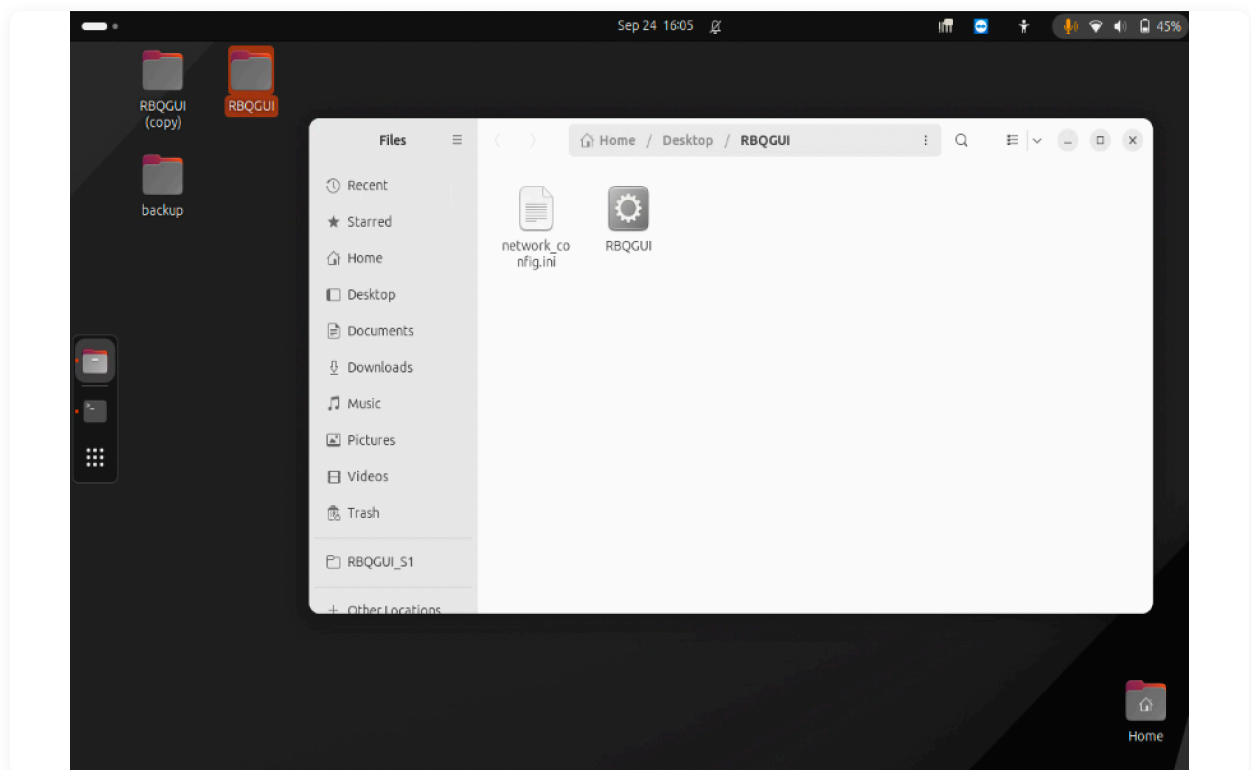 Sep 24 16:05
45%
RBQGUI
(copy)
RBQGUI
backup
Files
Home / Desktop / RBQGUI
Recent
Starred
Home
Desktop
Documents
Downloads
Music
Pictures
Videos
Trash
RBQGUI_S1
+ Other Locations
network_co
nfig.ini
RBQGUI
Home